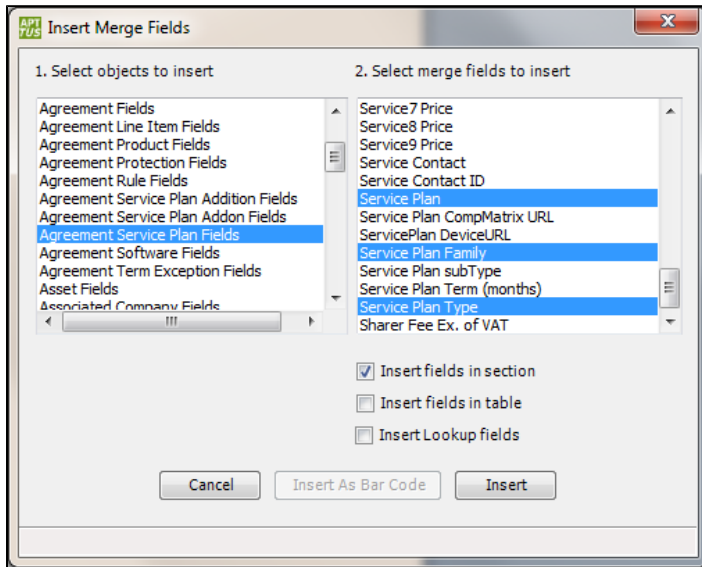 APT
TUS
Insert Merge Fields
1. Select objects to insert
2. Select merge fields to insert
Agreement Fields
Agreement Line Item Fields
Agreement Product Fields
Agreement Protection Fields
Agreement Rule Fields
Agreement Service Plan Addition Fields
Agreement Service Plan Addon Fields
Agreement Service Plan Fields
Agreement Software Fields
Agreement Term Exception Fields
Asset Fields
Associated Company Fields
Service7 Price
Service8 Price
Service9 Price
Service Contact
Service Contact ID
Service Plan
Service Plan CompMatrix URL
ServicePlan DeviceURL
Service Plan Family
Service Plan subType
Service Plan Term (months)
Service Plan Type
Sharer Fee Ex. of VAT
Insert fields in section
Insert fields in table
Insert Lookup fields
Cancel
Insert As Bar Code
Insert